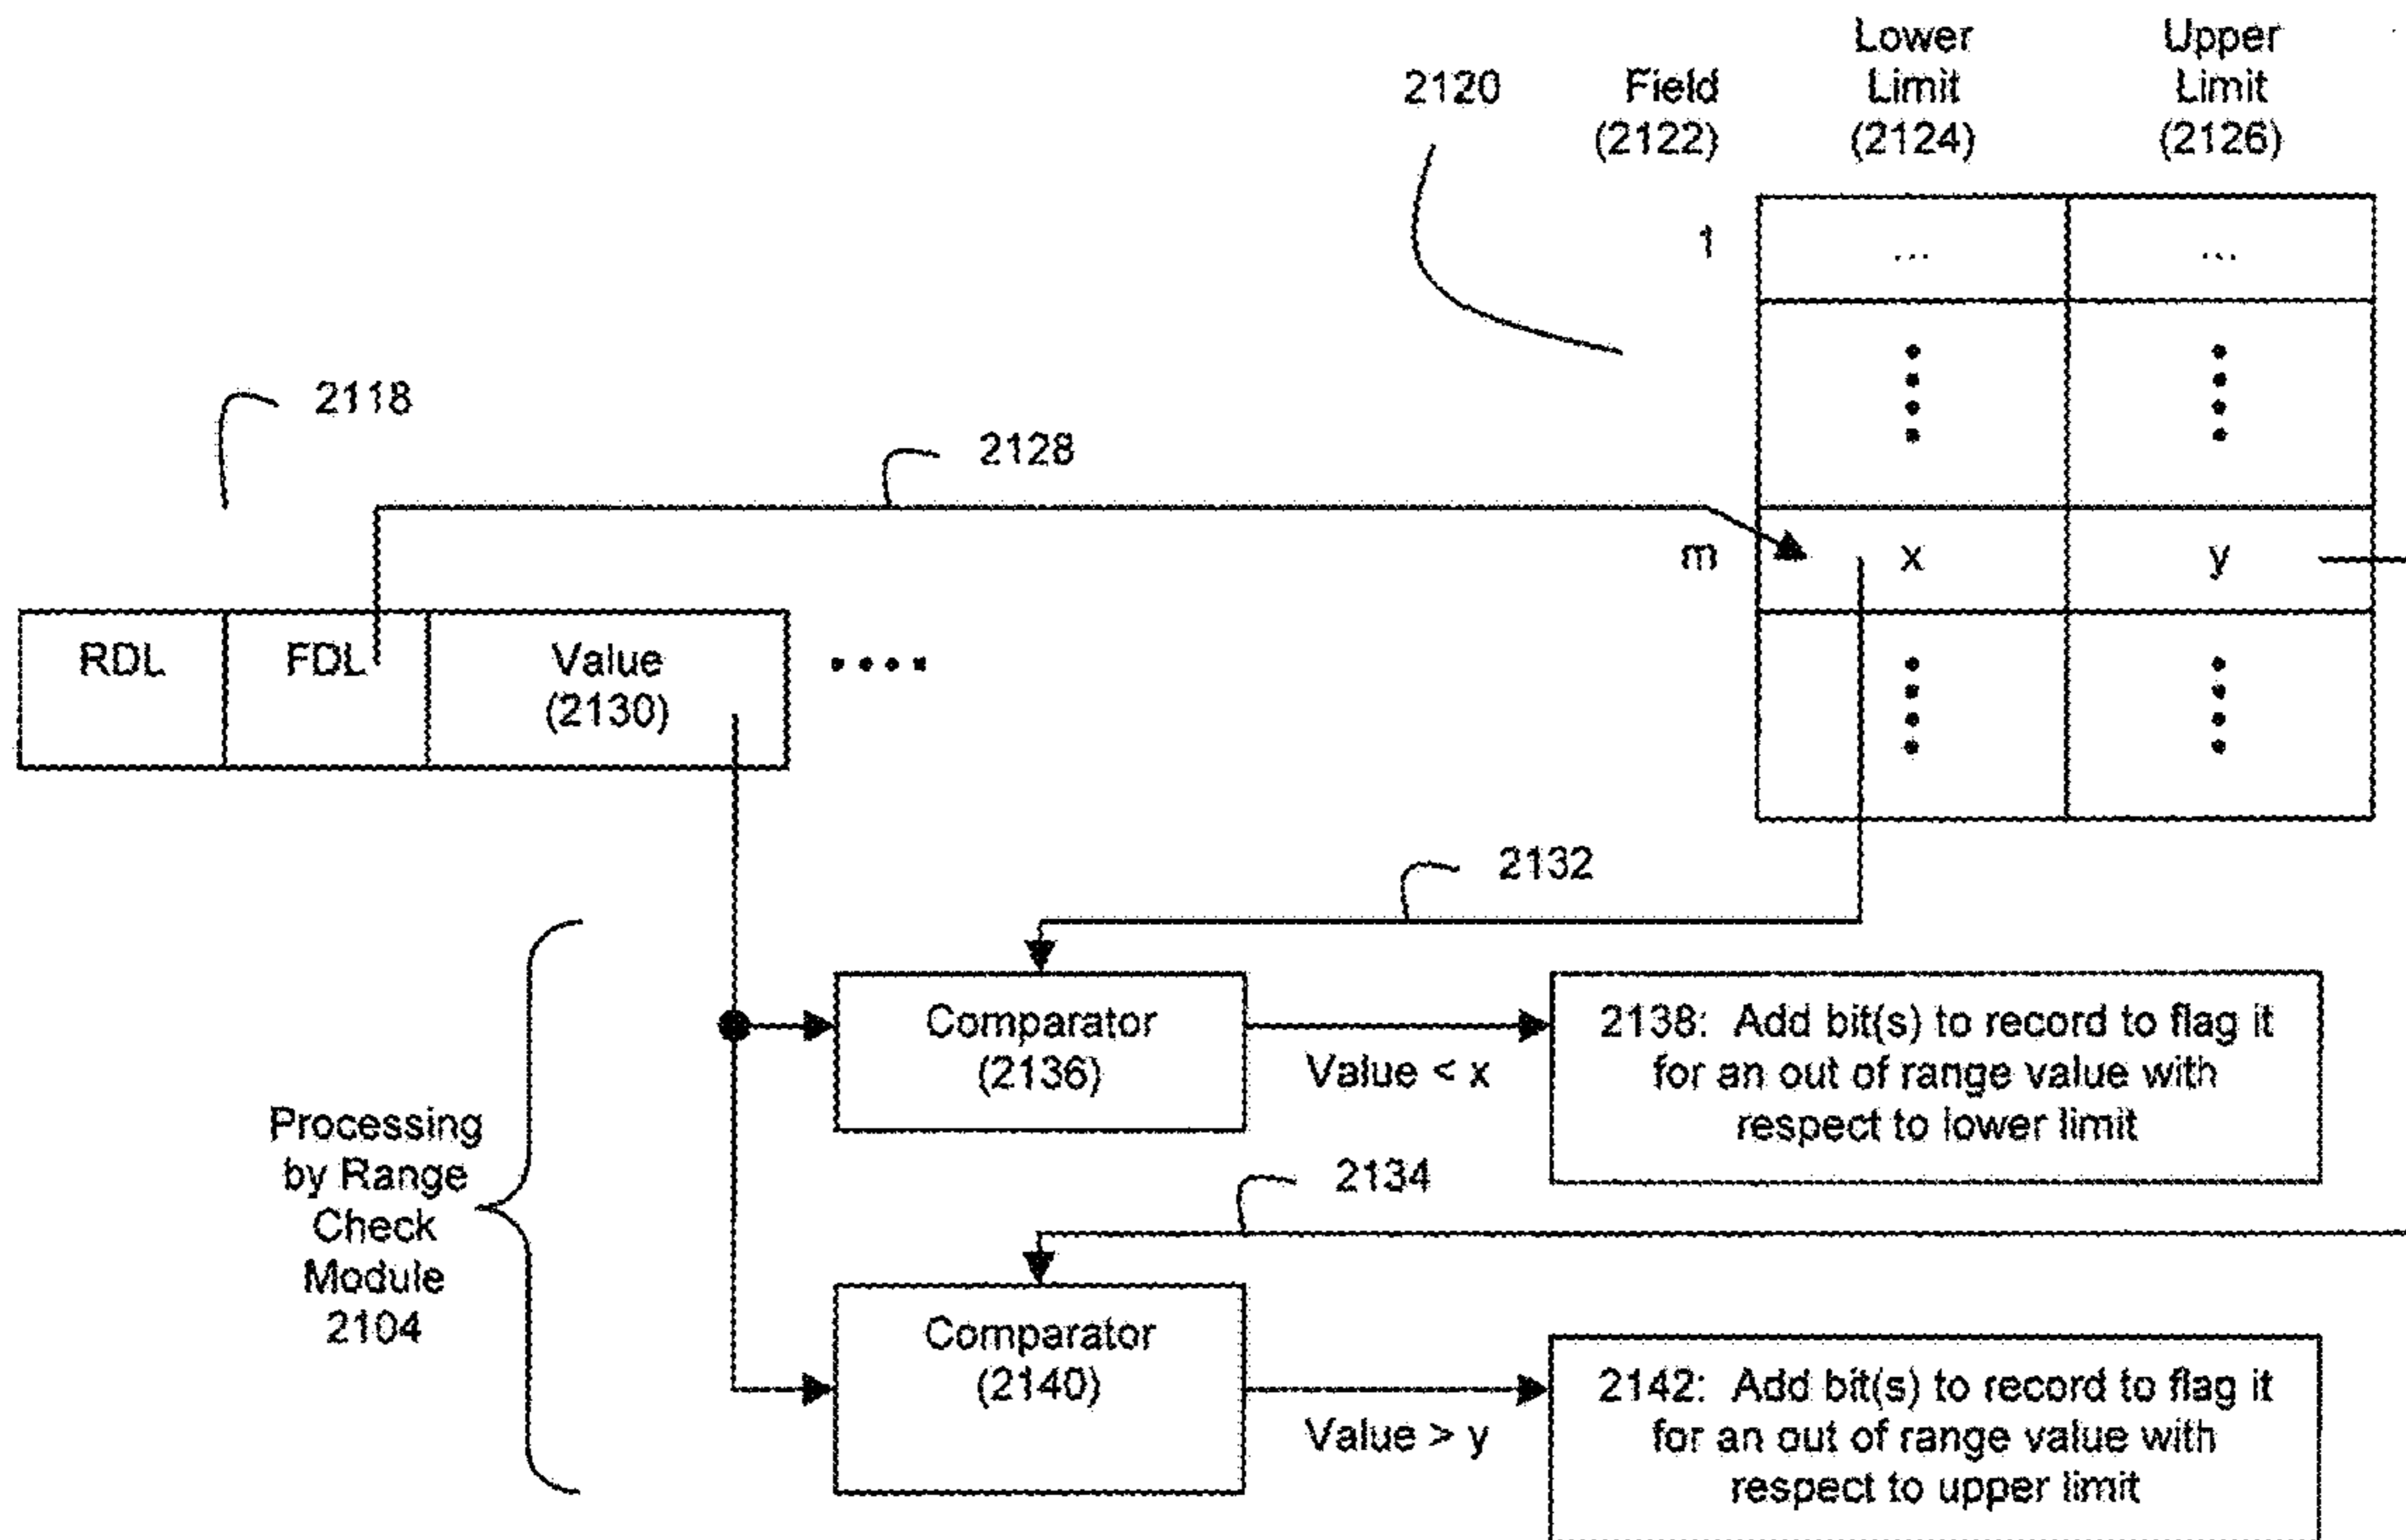 2120
Field
(2122)
Lower
Limit
(2124)
Upper
Limit
(2126)
1
...
...
2118
2128
m
x
y
RDL
FDL
Value
(2130)
2132
Comparator
(2136)
Value < x
2138: Add bit(s) to record to flag it
for an out of range value with
respect to lower limit
Processing
by Range
Check
Module
2104
2134
Comparator
(2140)
Value > y
2142: Add bit(s) to record to flag it
for an out of range value with
respect to upper limit